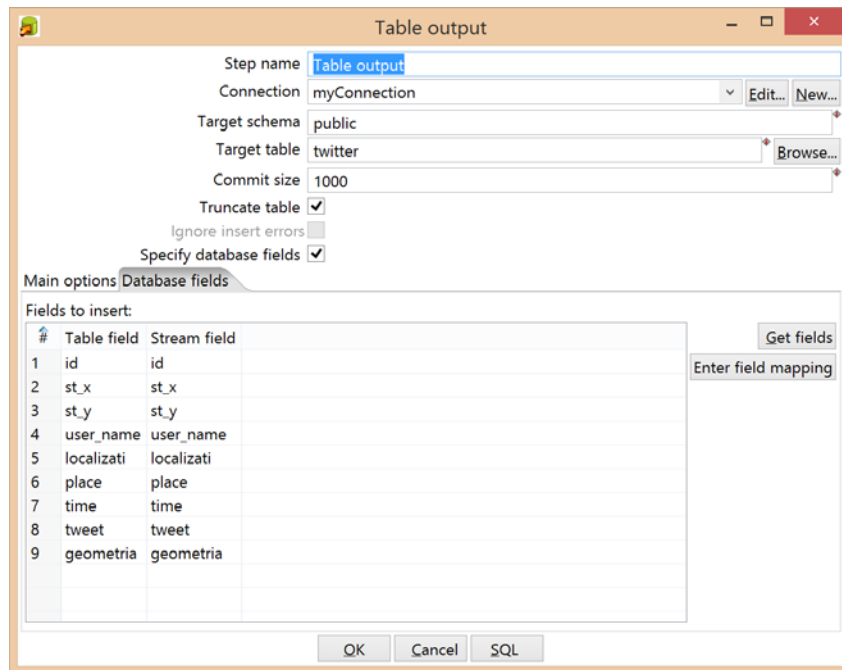 Table output
Step name Table output
Connection myConnection Edit... New...
Target schema public
Target table twitter Browse...
Commit size 1000
Truncate table
Ignore insert errors
Specify database fields
Main options Database fields
Fields to insert:
# Table field Stream field Get fields
1 id id Enter field mapping
2 st_x st_x
3 st_y st_y
4 user_name user_name
5 localizati localizati
6 place place
7 time time
8 tweet tweet
9 geometria geometria
OK Cancel SQL